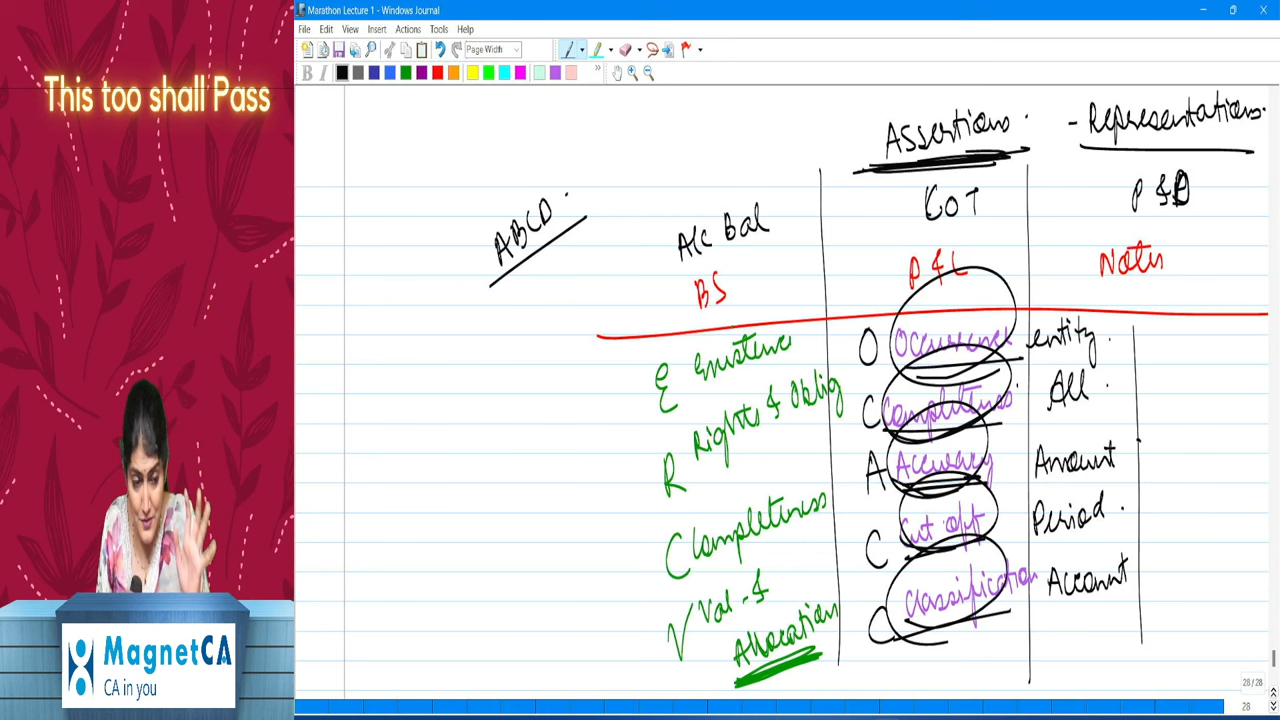 Marathon Lecture 1 - Windows Journal
File Edit View Insert Actions Tools Help
Page Width
B I
This too shall Pass
Assertions. - Representations.
ABCD.
A/c Bal COT P & D
BS P & L Notes
E Existence
R Rights & Oblig
C Completeness
V Val - &
Allocation
O Occurrence entity.
C Completeness. All.
A Accuracy Amount
C Cut-off Period.
C Classification Account
MagnetCA
CA in you
28 / 28
28